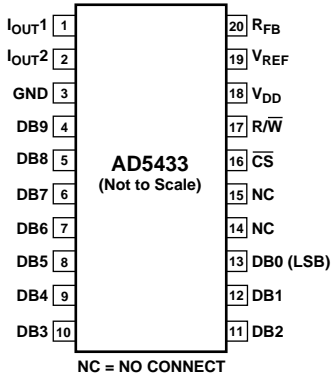 IOUT1 1 20 RFB
IOUT2 2 19 VREF
GND 3 18 VDD
DB9 4 17 R/W̅
DB8 5 16 C̅S̅
DB7 6 15 NC
DB6 7 14 NC
DB5 8 13 DB0 (LSB)
DB4 9 12 DB1
DB3 10 11 DB2
AD5433
(Not to Scale)
NC = NO CONNECT